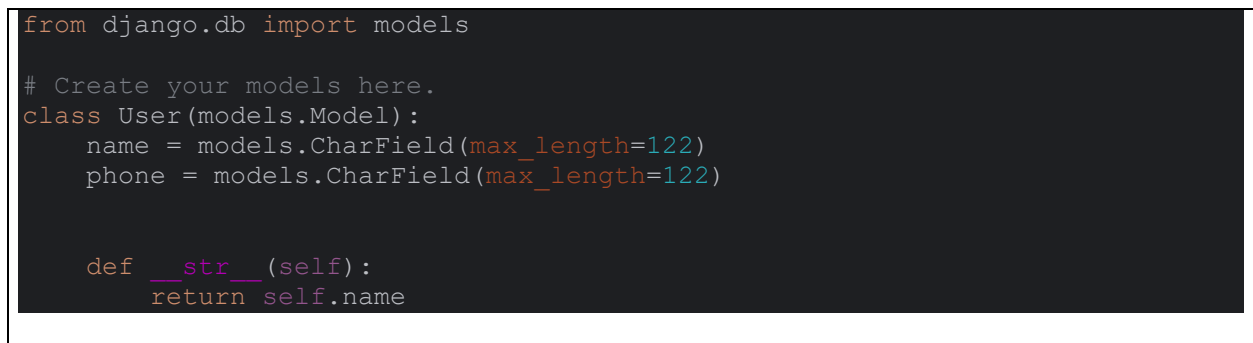 from django.db import models
# Create your models here.
class User(models.Model):
    name = models.CharField(max_length=122)
    phone = models.CharField(max_length=122)
    def __str__(self):
        return self.name